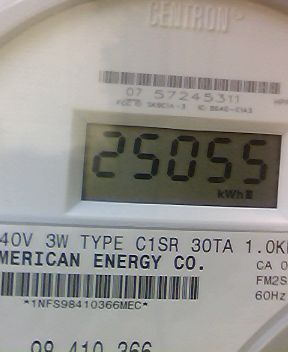 CENTRON
07 57245311
25055
kWh
40V 3W TYPE C1SR 30TA 1.0K
MERICAN ENERGY CO.
CA 0
FM2S
60Hz
*1NFS98410366MEC*
98 410 366